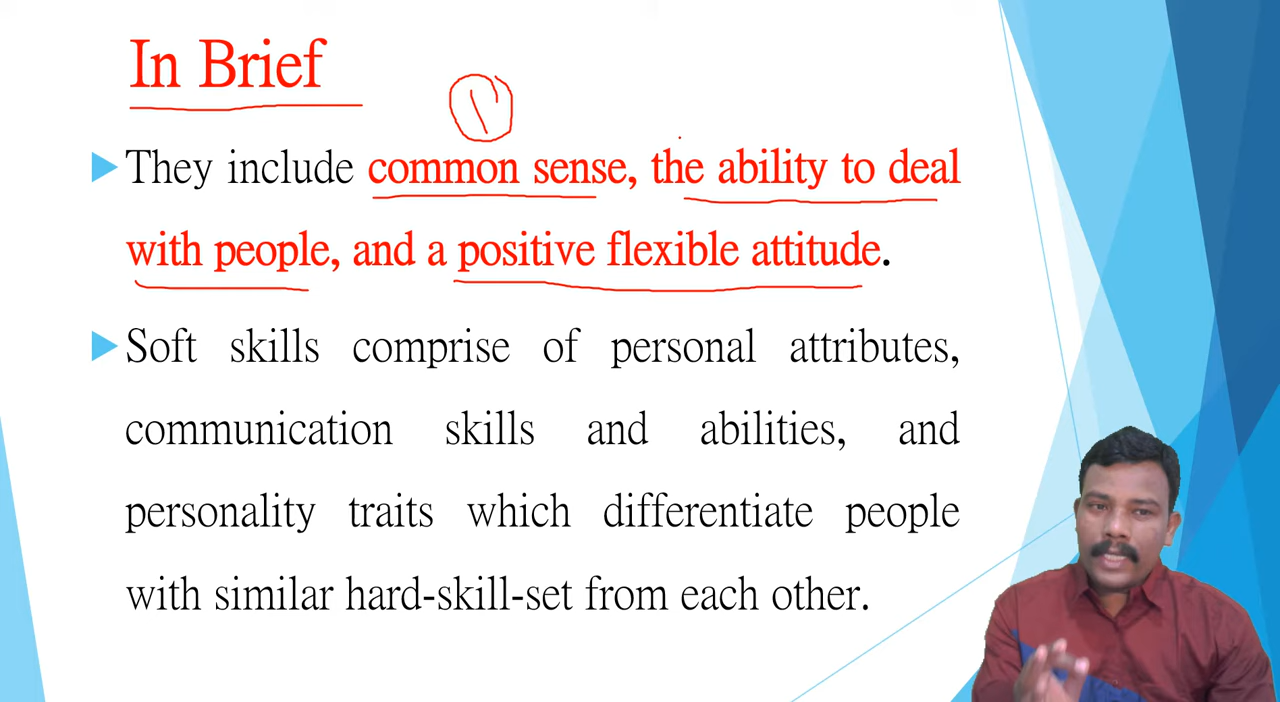 In Brief
They include common sense, the ability to deal
with people, and a positive flexible attitude.
Soft skills comprise of personal attributes,
communication skills and abilities, and
personality traits which differentiate people
with similar hard-skill-set from each other.